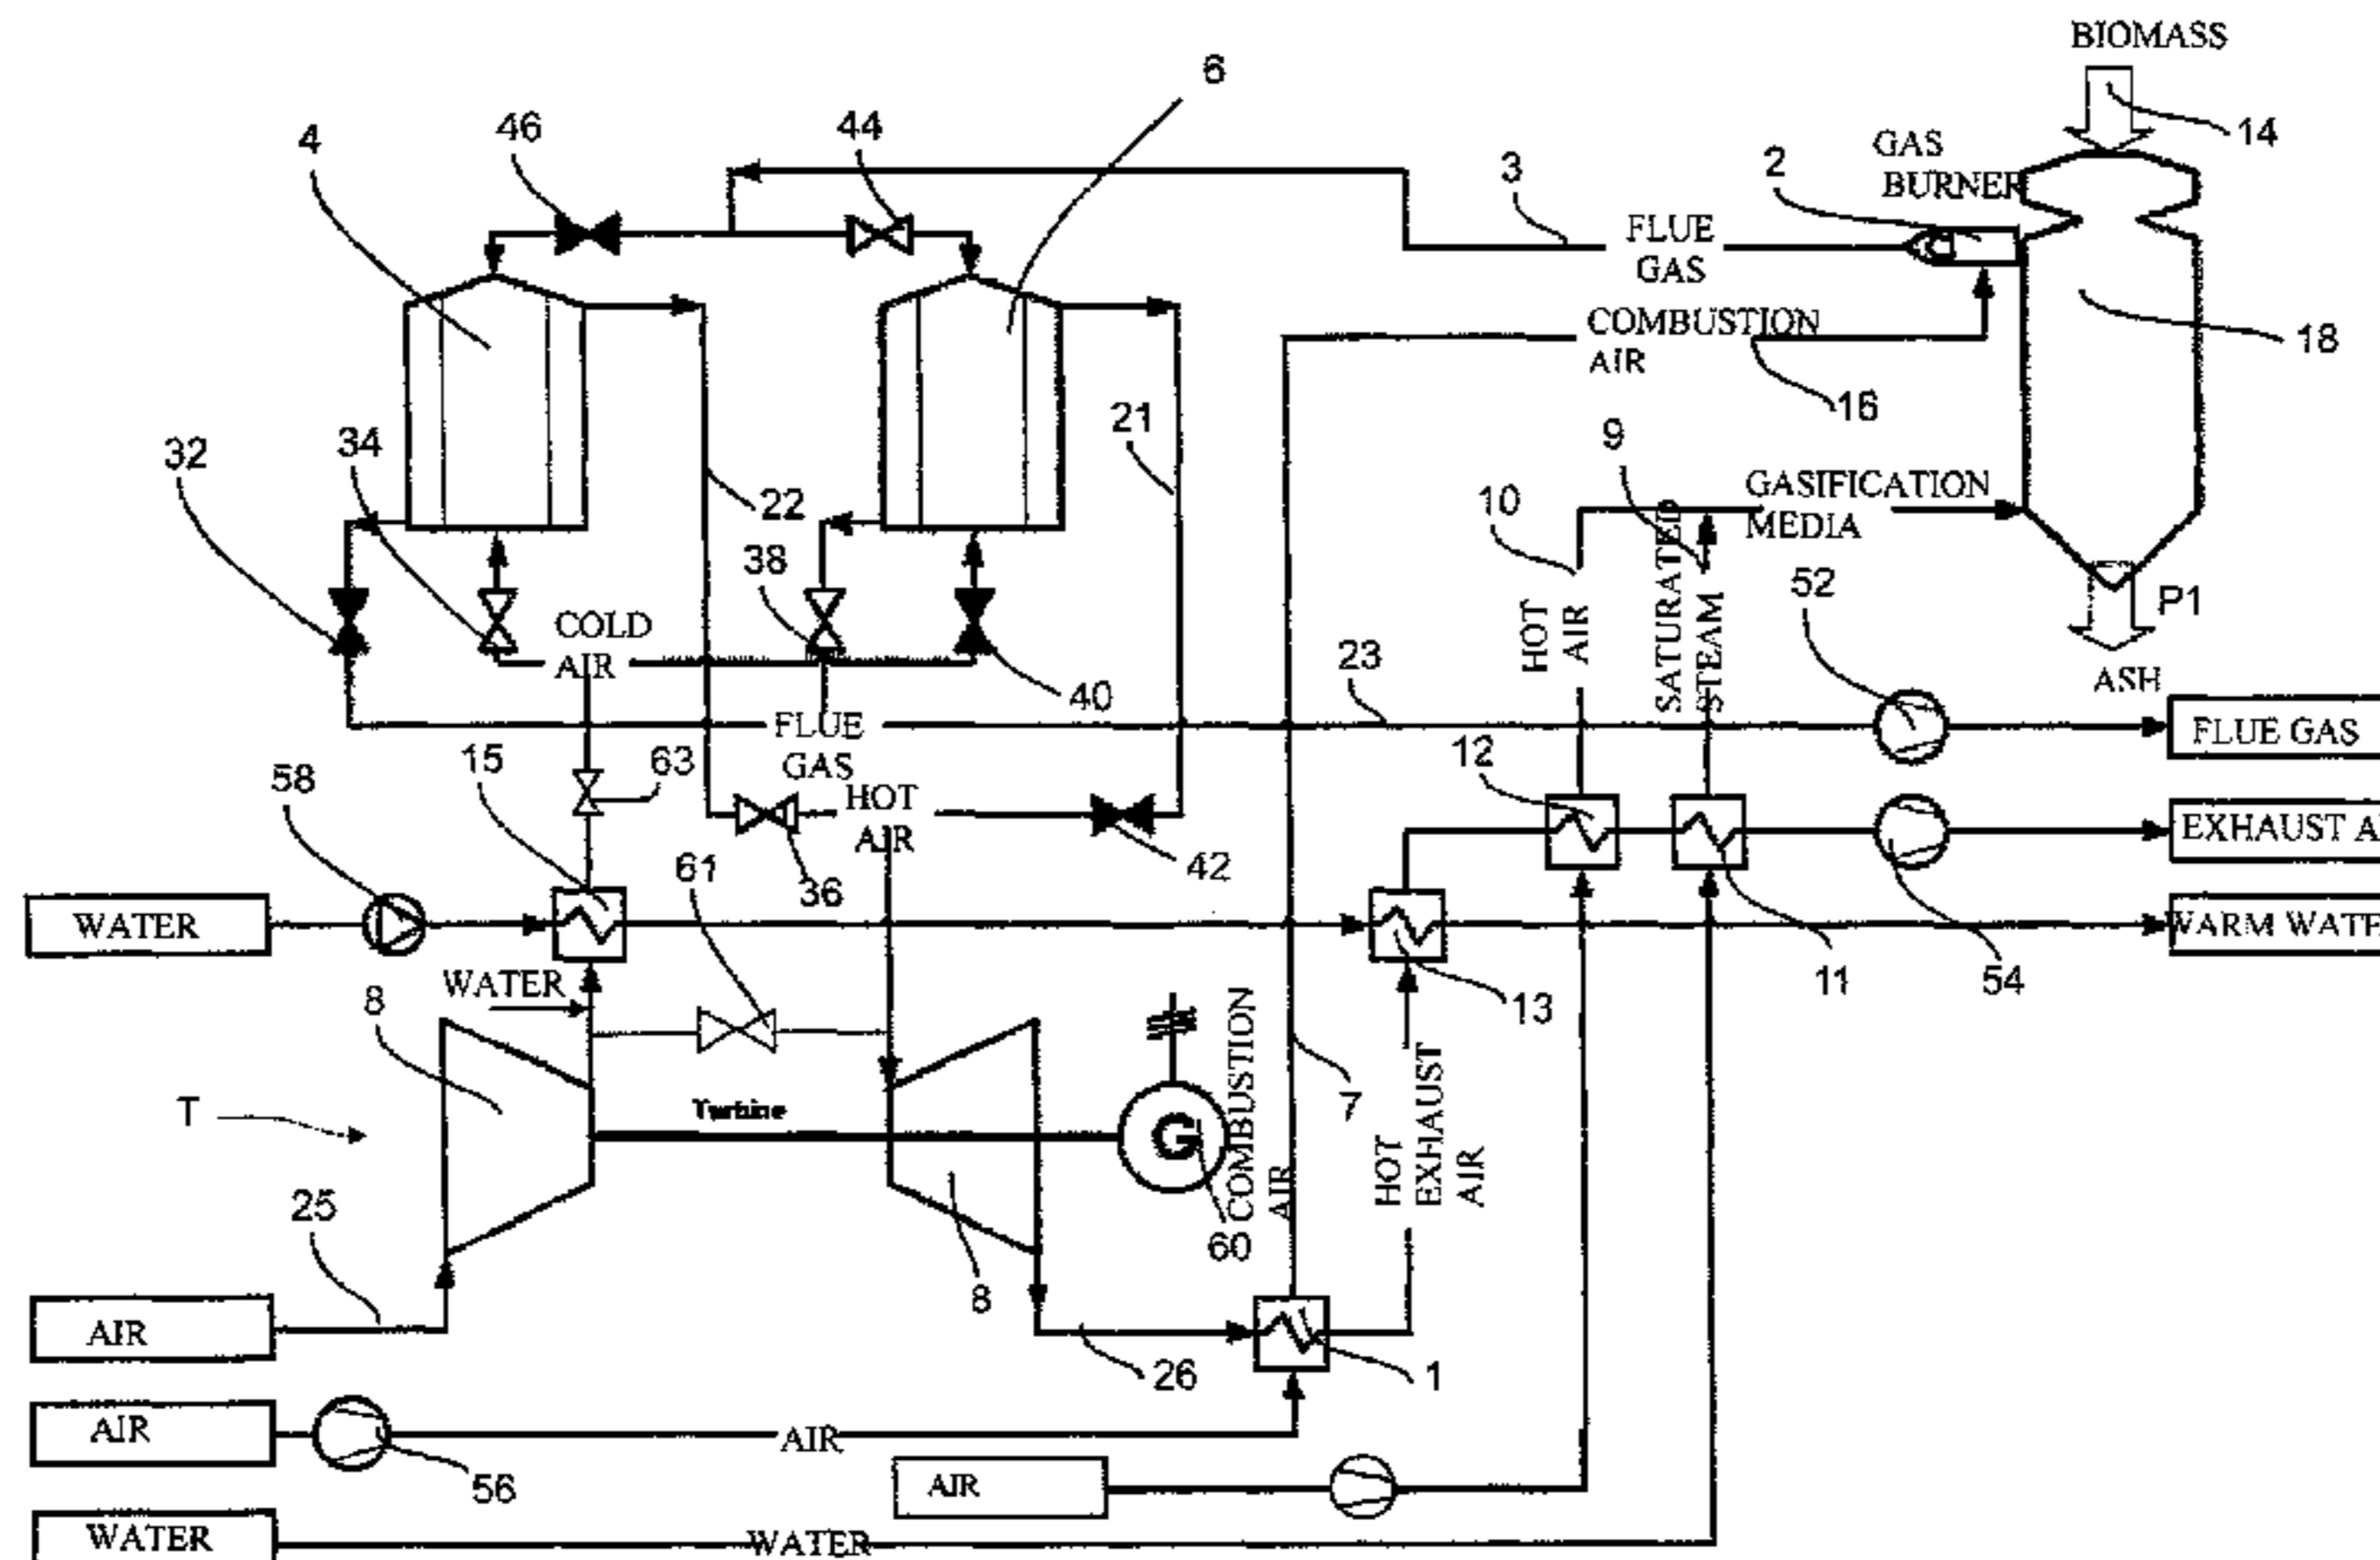 BIOMASS
6
4
46
44
14
GAS
BURNER
2
3
FLUE
GAS
18
COMBUSTION
AIR
16
32
34
22
21
9
10
GASIFICATION
MEDIA
38
52
P1
COLD
AIR
HOT
AIR
SATURATED
STEAM
23
40
ASH
FLUE
GAS
FLUE GAS
15
63
58
12
HOT
AIR
36
42
61
EXHAUST A
WATER
WARM WATE
WATER
8
13
11
54
T
Turbine
G
COMBUSTION
AIR
7
HOT
EXHAUST
AIR
25
60
8
AIR
26
1
AIR
AIR
56
AIR
WATER
WATER